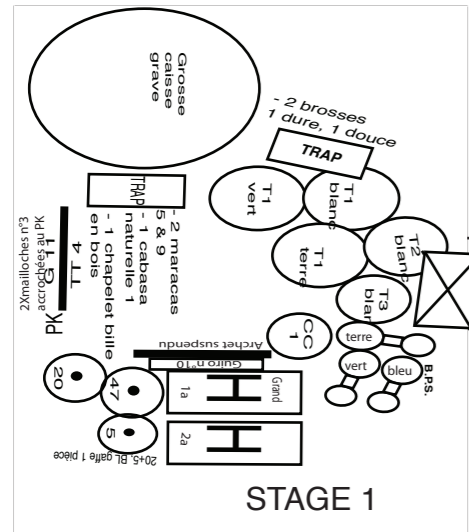 Grosse
caisse
grave
- 2 brosses
1 dure, 1 douce
TRAP
TRAP
T1
vert
T1
blanc
T2
blanc
T1
terre
T3
blanc
2Xmailloches n°3
accrochées au PK
PK G 11
TT 4
- 2 maracas
5 & 9
- 1 cabasa
naturelle 1
- 1 chapelet bille
en bois
CC
1
terre
vert
bleu
B.P.S.
Archet suspendu
Guiro n°10
20
47
5
1a
H
Grand
2a
H
20+5. BL gaffe 1 pièce
STAGE 1